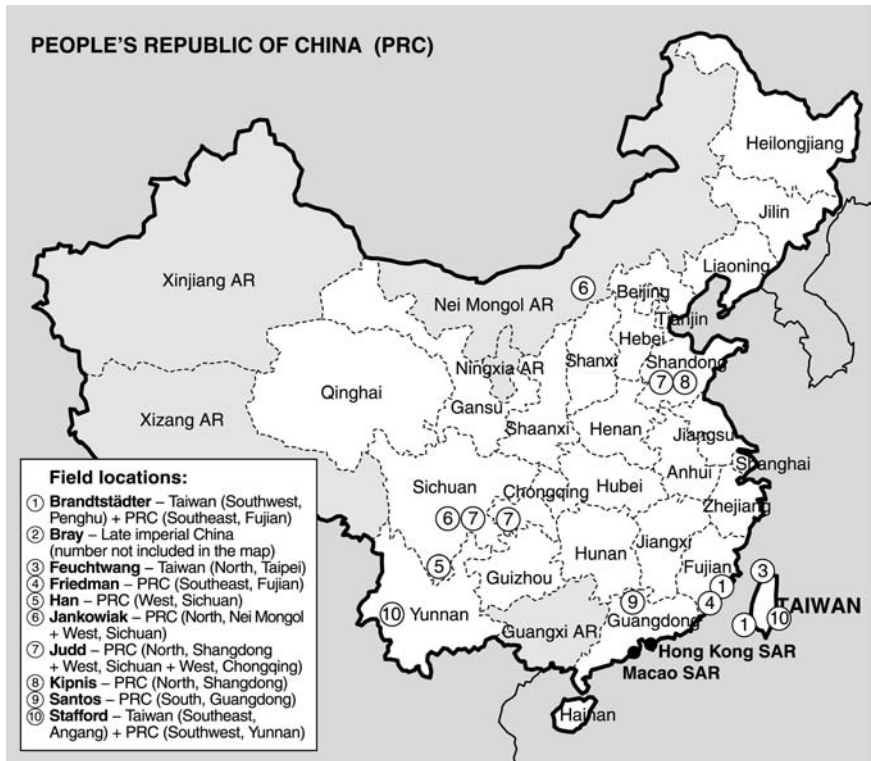 PEOPLE'S REPUBLIC OF CHINA (PRC)
Heilongjiang
Jilin
Liaoning
Xinjiang AR
Nei Mongol AR
6
Beijing
Tianjin
Hebei
Shanxi
Shandong
7 8
Ningxia AR
Qinghai
Gansu
Xizang AR
Shaanxi
Henan
Jiangsu
Anhui
Shanghai
Sichuan
Chongqing
Hubei
Zhejiang
6 7 7
Hunan
Jiangxi
Fujian
5
Guizhou
1
3
9
4
10 Yunnan
Guangdong
TAIWAN
1
10
Guangxi AR
Hong Kong SAR
Macao SAR
Hainan
Field locations:
1 Brandtstädter – Taiwan (Southwest,
Penghu) + PRC (Southeast, Fujian)
2 Bray – Late imperial China
(number not included in the map)
3 Feuchtwang – Taiwan (North, Taipei)
4 Friedman – PRC (Southeast, Fujian)
5 Han – PRC (West, Sichuan)
6 Jankowiak – PRC (North, Nei Mongol
+ West, Sichuan)
7 Judd – PRC (North, Shangdong
+ West, Sichuan + West, Chongqing)
8 Kipnis – PRC (North, Shangdong)
9 Santos – PRC (South, Guangdong)
10 Stafford – Taiwan (Southeast,
Angang) + PRC (Southwest, Yunnan)